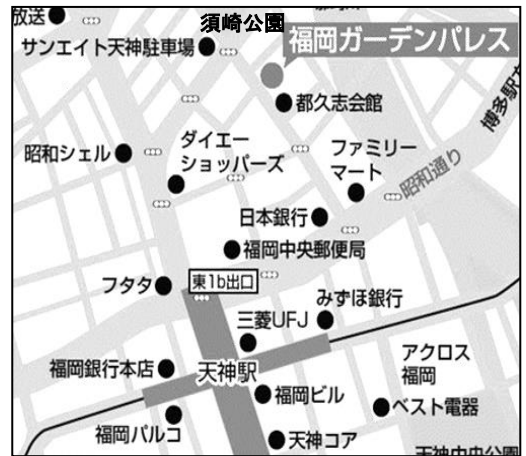 放送
須崎公園
サンエイト天神駐車場
福岡ガーデンパレス
都久志会館
博多駅
昭和シェル
ダイエー
ショッパーズ
ファミリー
マート
昭和通り
日本銀行
福岡中央郵便局
フタタ
東1b出口
みずほ銀行
三菱UFJ
福岡銀行本店
天神駅
アクロス
福岡
福岡ビル
ベスト電器
福岡パルコ
天神コア
天神中央公園